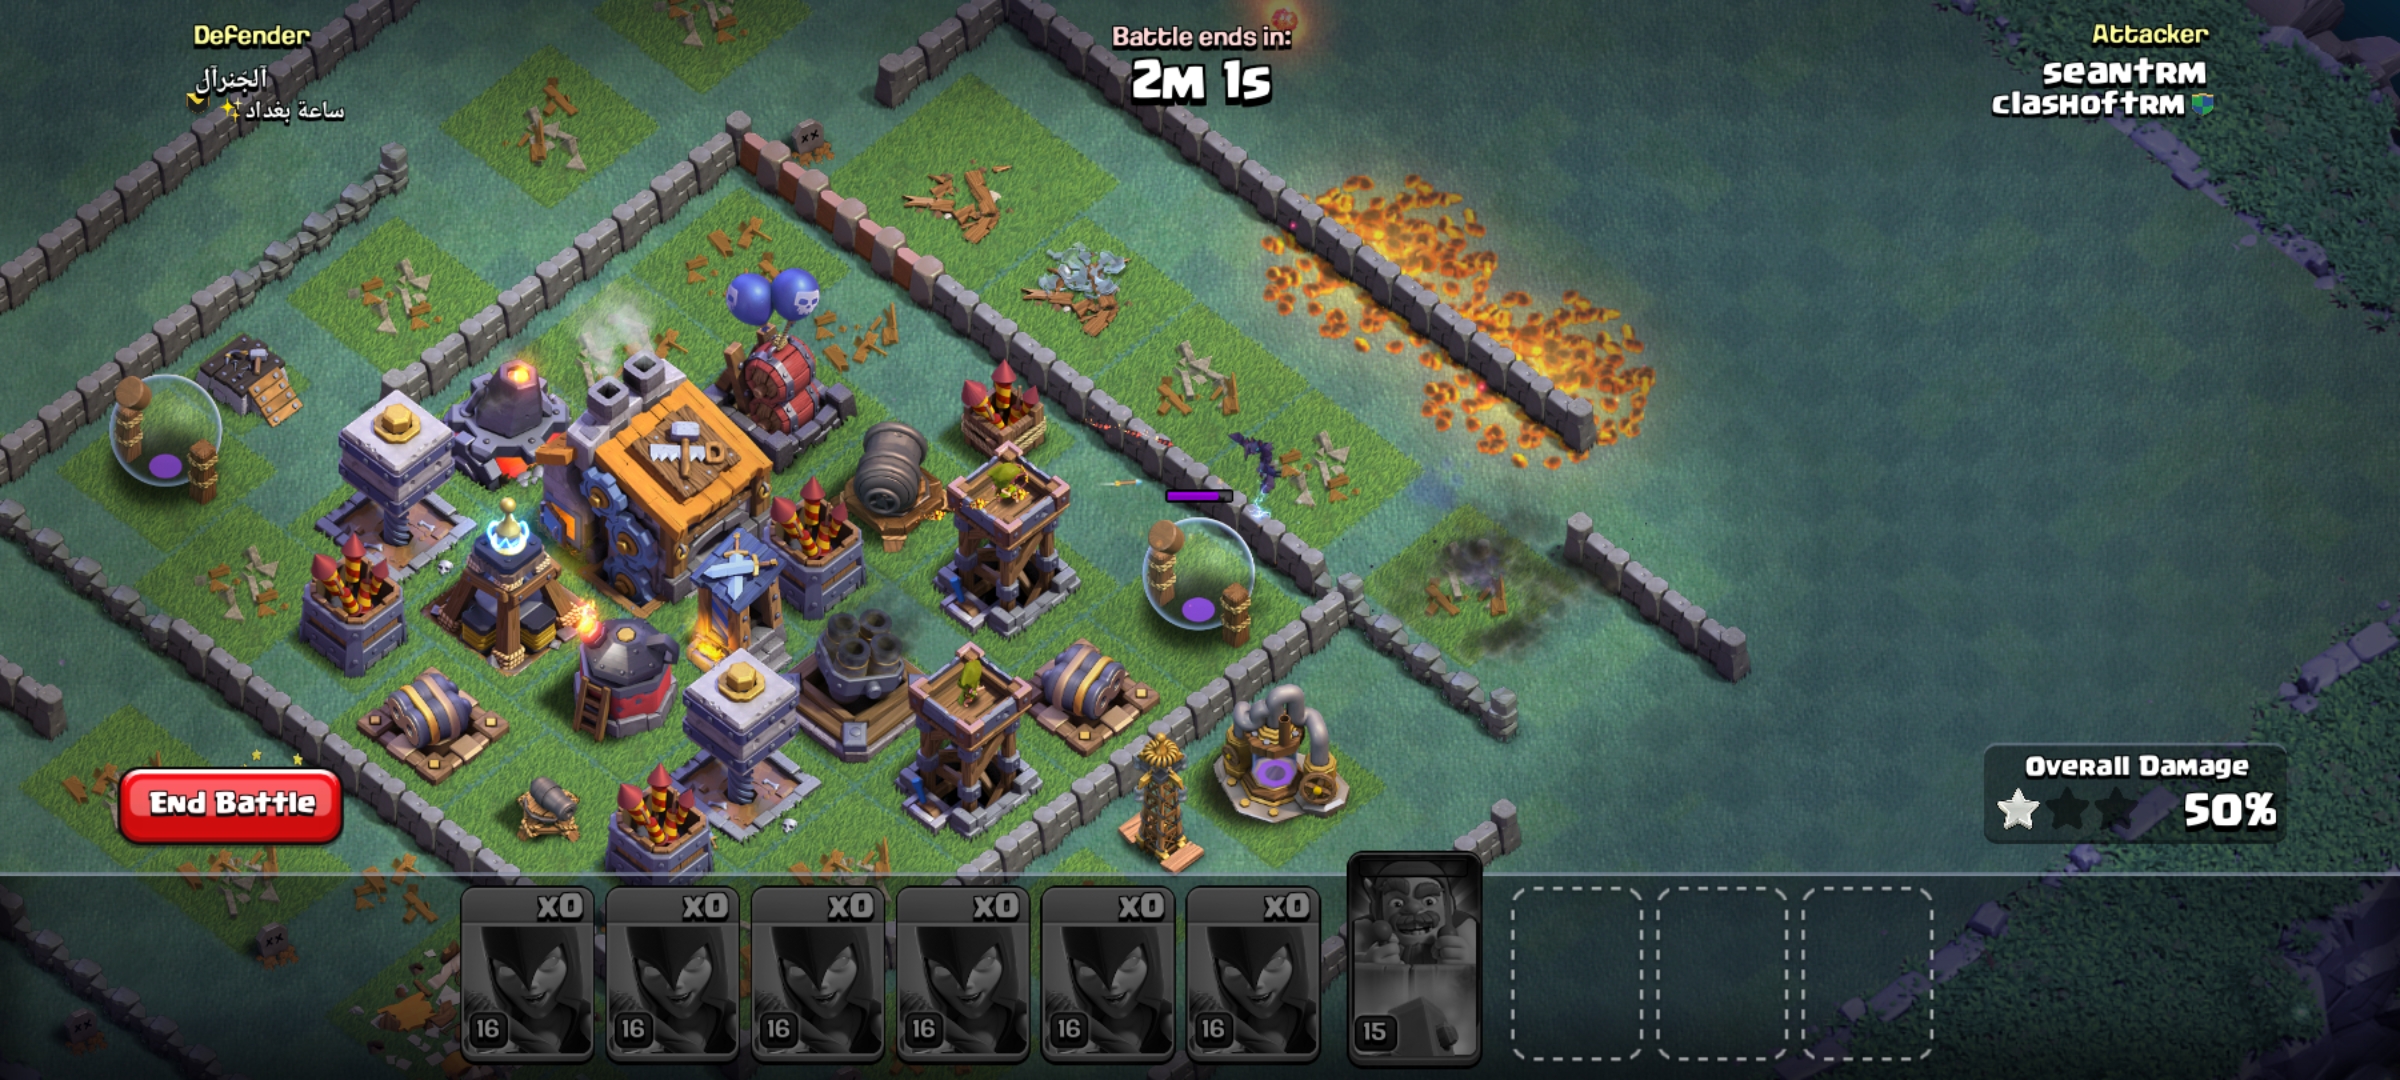 Defender
Battle ends in:
Attacker
آلجنرآل
2M 1S
seantrm
ساعة بغداد
clashoftrm
Overall Damage
50%
End Battle
x0 x0 x0 x0 x0 x0
16 16 16 16 16 16 15